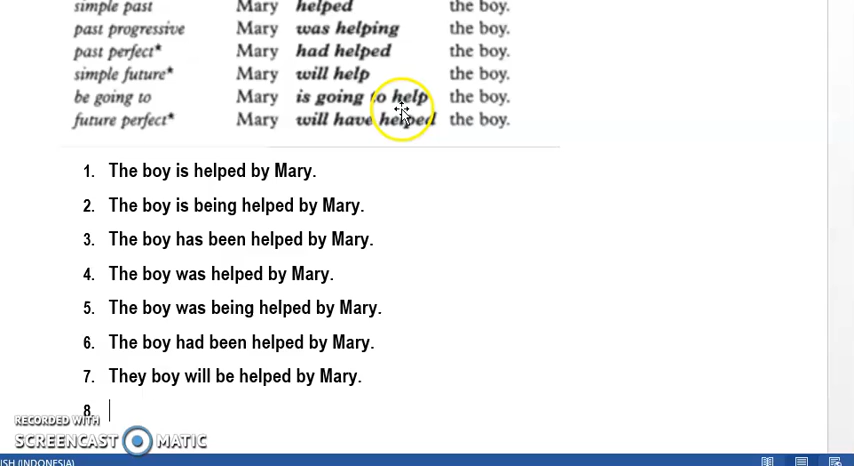 simple past Mary helped the boy.
past progressive Mary was helping the boy.
past perfect* Mary had helped the boy.
simple future* Mary will help the boy.
be going to Mary is going to help the boy.
future perfect* Mary will have helped the boy.
1. The boy is helped by Mary.
2. The boy is being helped by Mary.
3. The boy has been helped by Mary.
4. The boy was helped by Mary.
5. The boy was being helped by Mary.
6. The boy had been helped by Mary.
7. They boy will be helped by Mary.
8.
RECORDED WITH
SCREENCAST MATIC
ISH (INDONESIA)